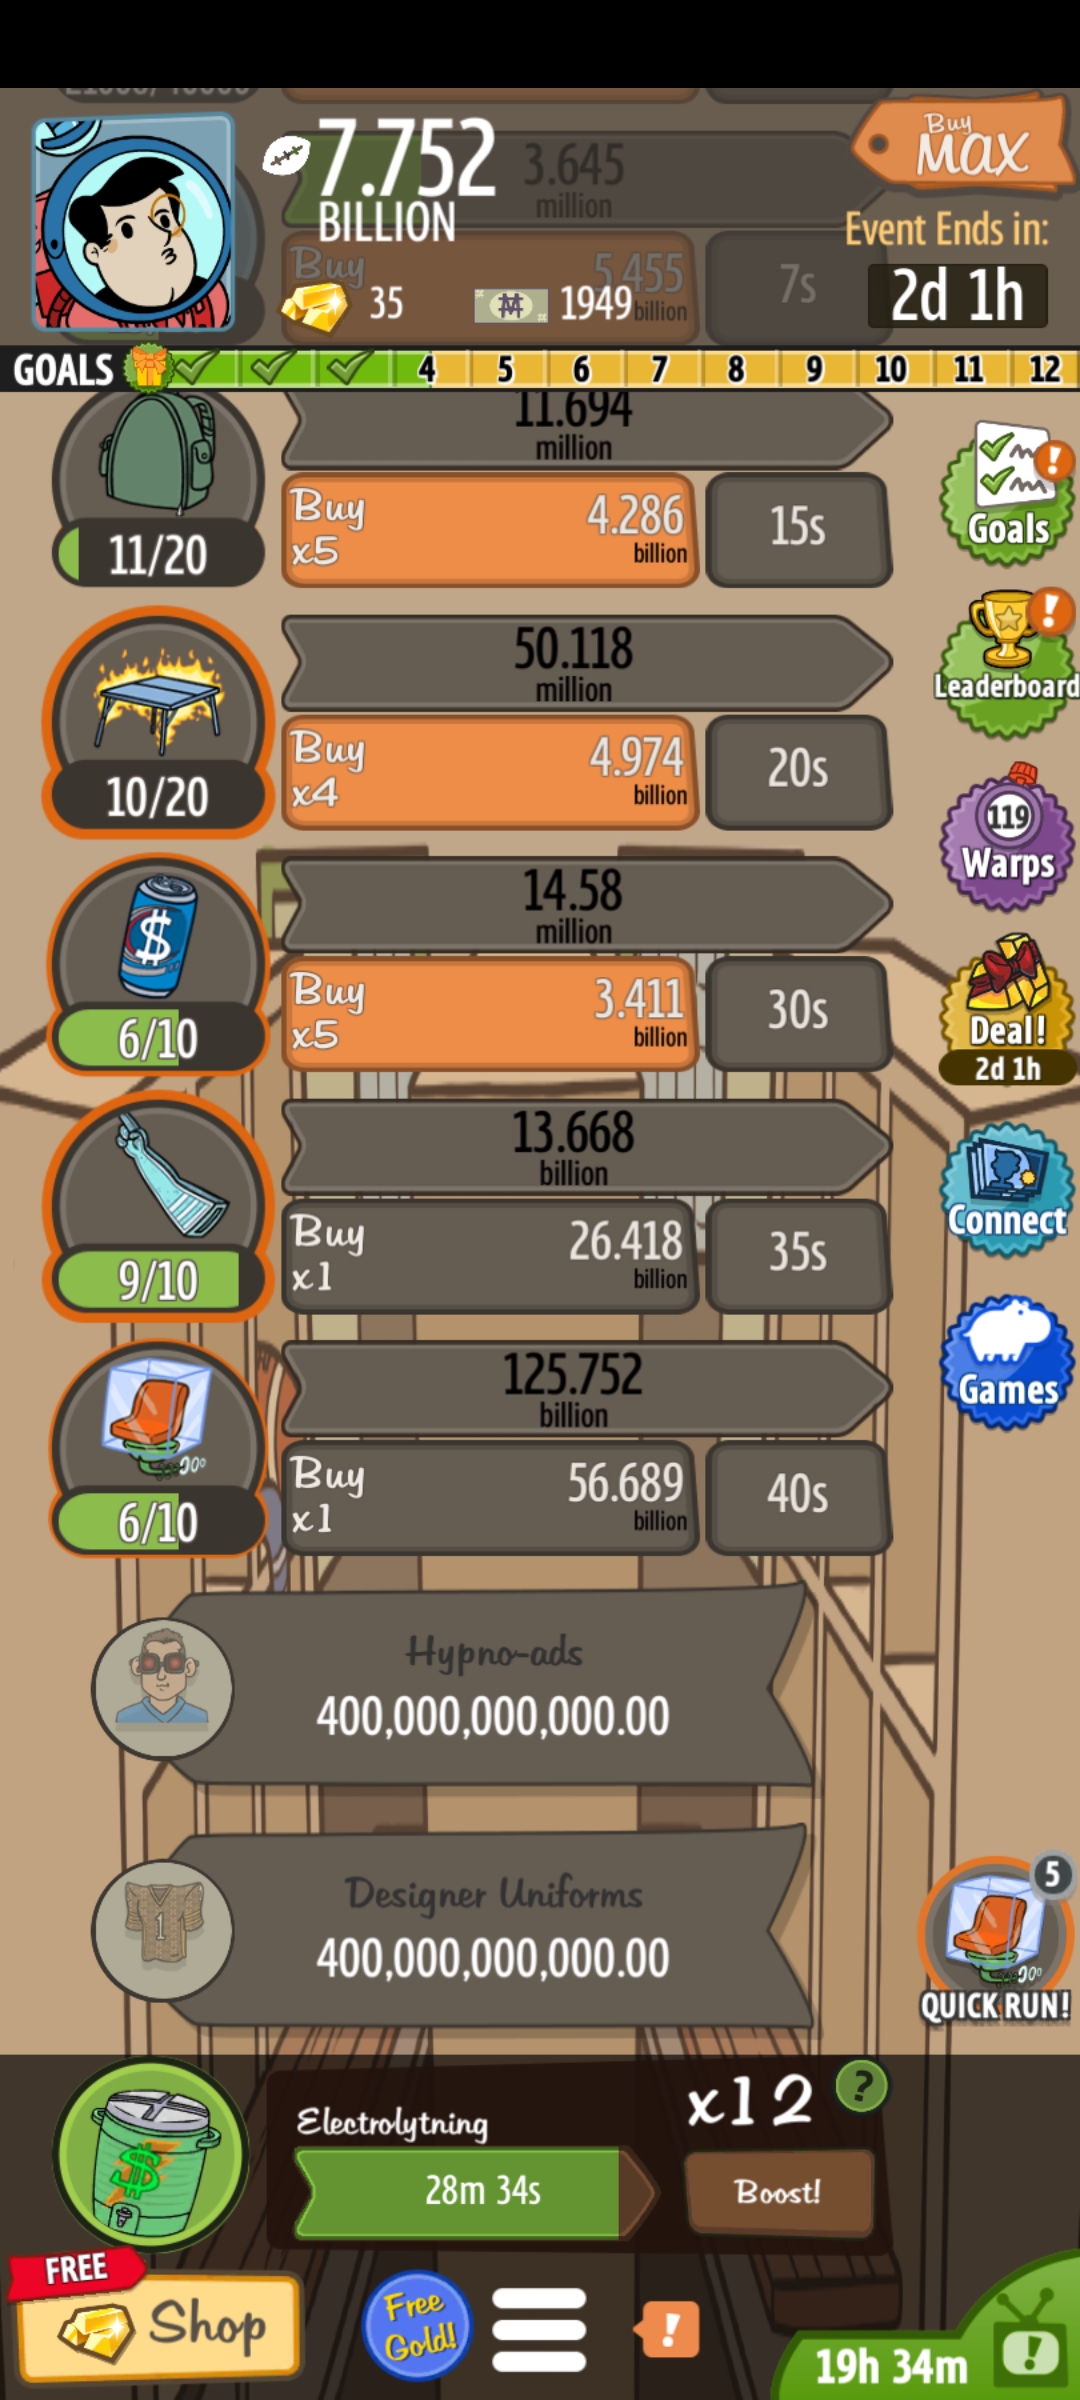 7.752
BILLION
3.645
million
Buy
MAX
Event Ends in:
2d 1h
Buy
5.455
billion
7s
35
1949
GOALS
4
5
6
7
8
9
10
11
12
11.694
million
Buy
x5
4.286
billion
15s
11/20
Goals
50.118
million
Buy
x4
4.974
billion
20s
10/20
Leaderboard
119
Warps
14.58
million
Buy
x5
3.411
billion
30s
$
6/10
Deal!
2d 1h
13.668
billion
Buy
x1
26.418
billion
35s
9/10
Connect
125.752
billion
Buy
x1
56.689
billion
40s
6/10
Games
Hypno-ads
400,000,000,000.00
Designer Uniforms
400,000,000,000.00
1
5
QUICK RUN!
Electrolytning
28m 34s
x12
?
Boost!
$
FREE
Shop
Free
Gold!
!
19h 34m
!